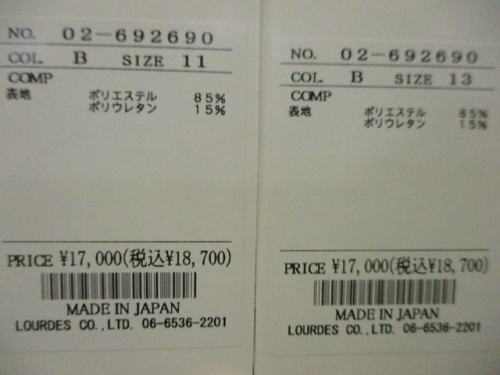 NO. 02-692690
COL. B SIZE 11
COMP
表地 ポリエステル 85%
ポリウレタン 15%
PRICE ¥17,000(税込¥18,700)
MADE IN JAPAN
LOURDES CO.,LTD. 06-6536-2201
NO. 02-692690
COL. B SIZE 13
COMP
表地 ポリエステル 85%
ポリウレタン 15%
PRICE ¥17,000(税込¥18,700)
MADE IN JAPAN
LOURDES CO.,LTD. 06-6536-2201